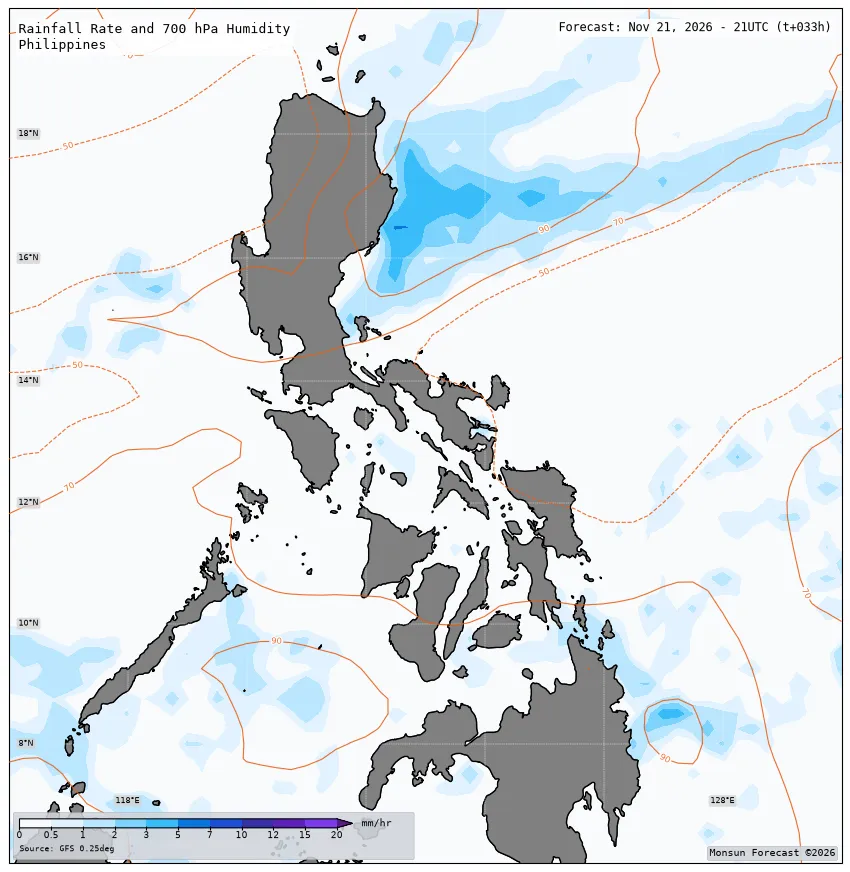 Rainfall Rate and 700 hPa Humidity
Philippines
Forecast: Nov 21, 2026 - 21UTC (t+033h)
50
18°N
70
90
16°N
50
50
14°N
70
12°N
70
10°N
90
8°N
90
118°E
128°E
mm/hr
0 0.5 1 2 3 5 7 10 12 15 20
Source: GFS 0.25deg
Monsun Forecast ©2026